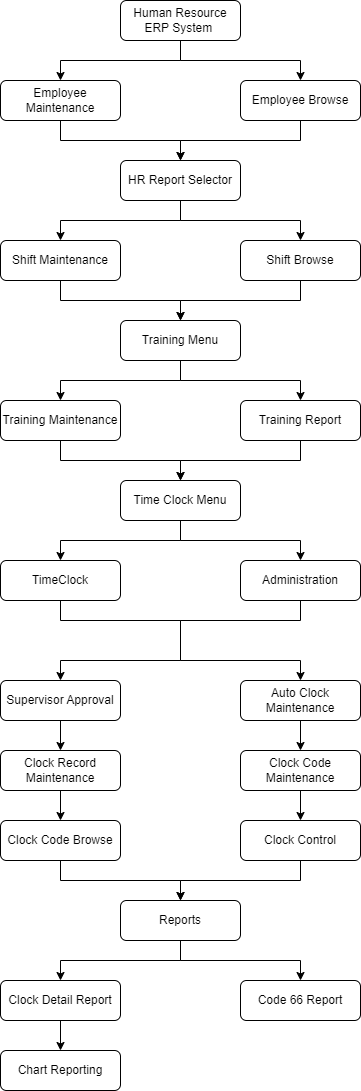 Human Resource
ERP System
Employee
Maintenance
Employee Browse
HR Report Selector
Shift Maintenance
Shift Browse
Training Menu
Training Maintenance
Training Report
Time Clock Menu
TimeClock
Administration
Supervisor Approval
Auto Clock
Maintenance
Clock Record
Maintenance
Clock Code
Maintenance
Clock Code Browse
Clock Control
Reports
Clock Detail Report
Code 66 Report
Chart Reporting